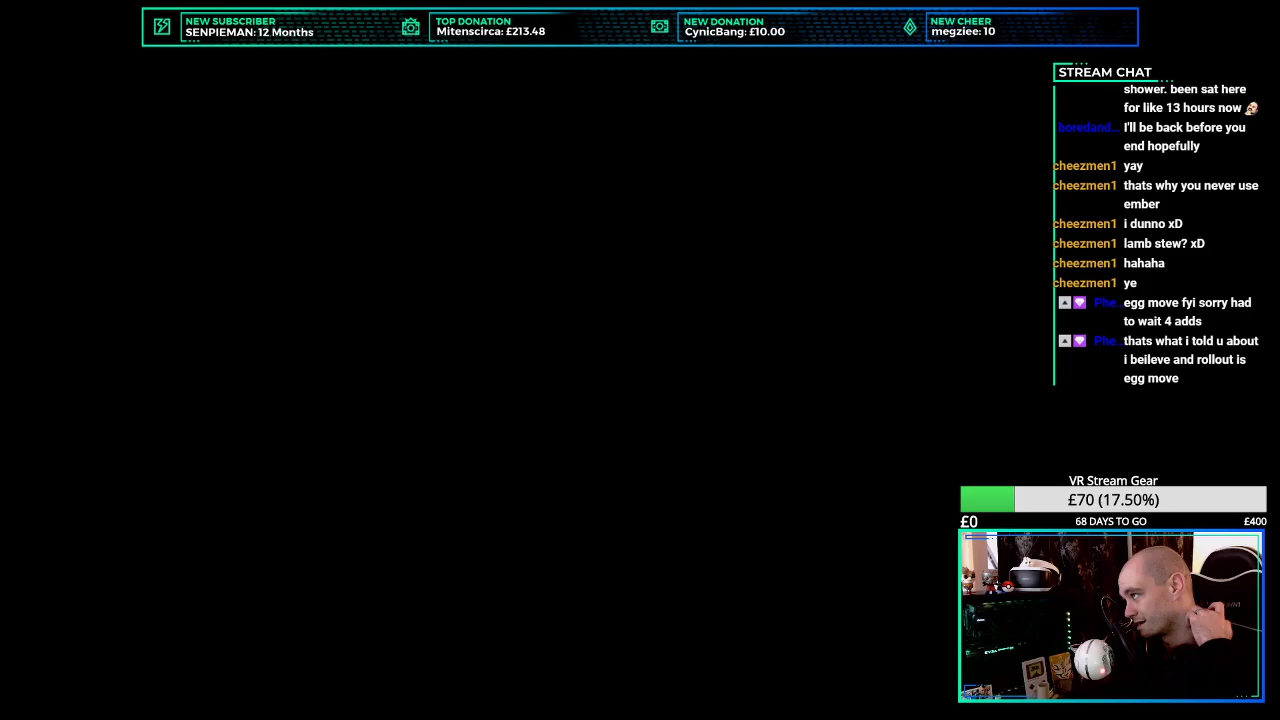 NEW SUBSCRIBER
SENPIEMAN: 12 Months
TOP DONATION
Mitenscirca: £213.48
NEW DONATION
CynicBang: £10.00
NEW CHEER
megziee: 10
STREAM CHAT
shower. been sat here
for like 13 hours now
boredand... I'll be back before you
end hopefully
cheezmen1 yay
cheezmen1 thats why you never use
ember
cheezmen1 i dunno xD
cheezmen1 lamb stew? xD
cheezmen1 hahaha
cheezmen1 ye
Phe... egg move fyi sorry had
to wait 4 adds
Phe... thats what i told u about
i beileve and rollout is
egg move
VR Stream Gear
£70 (17.50%)
£0 68 DAYS TO GO £400